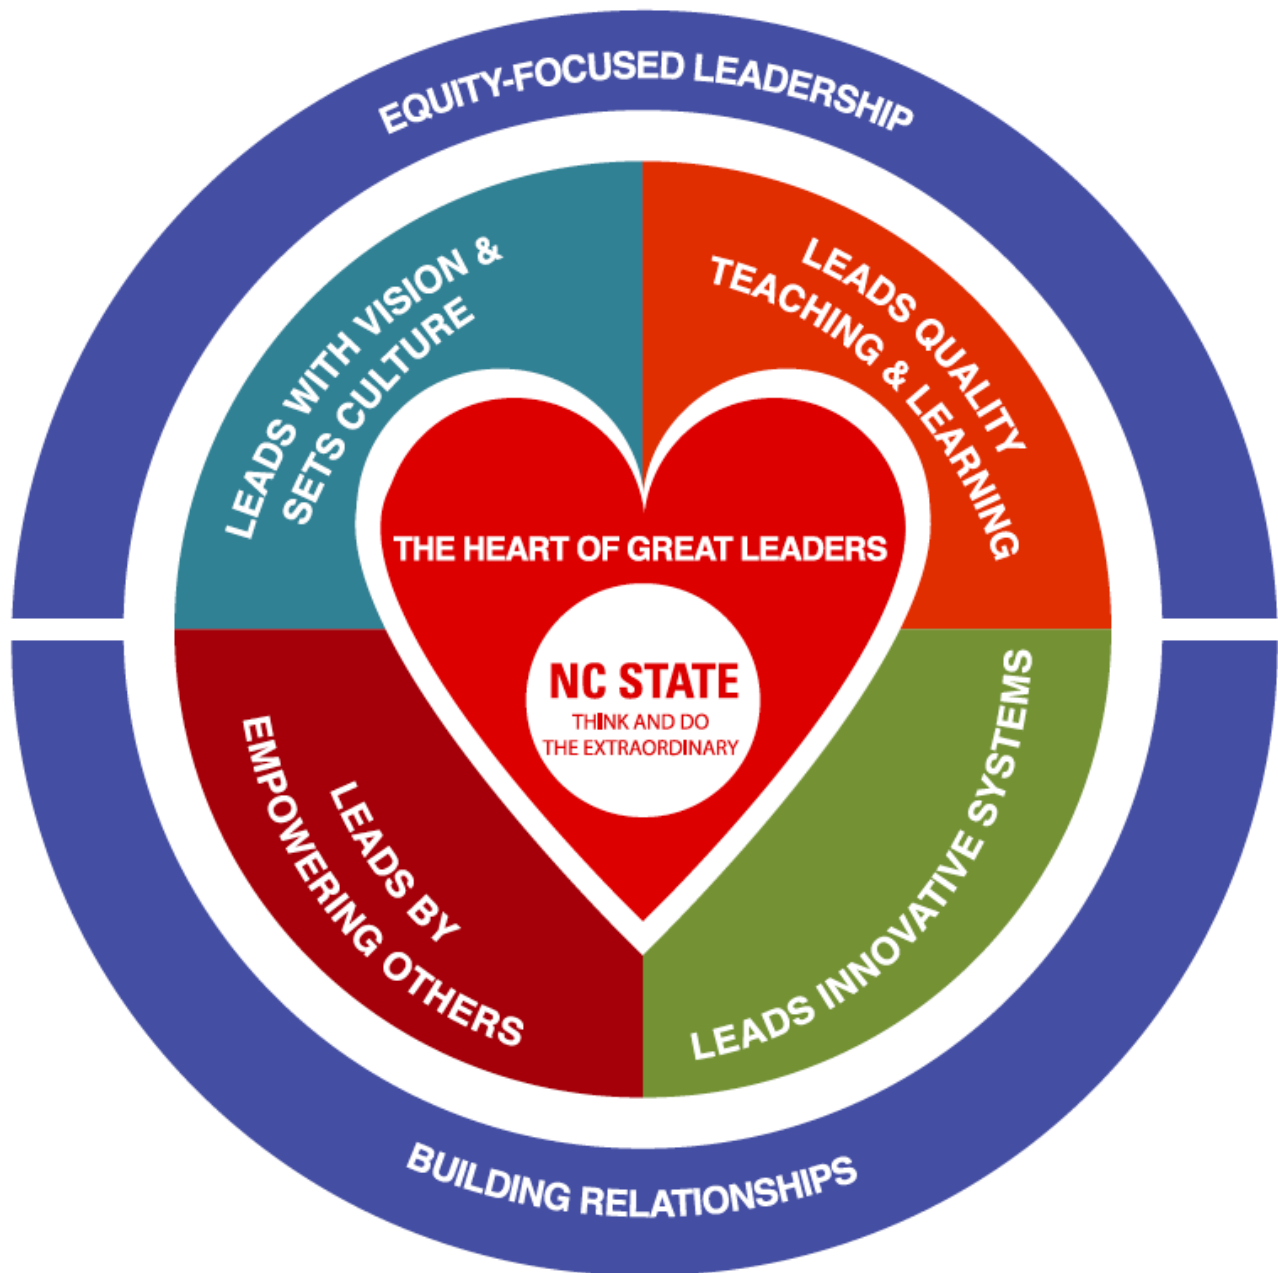 EQUITY-FOCUSED LEADERSHIP
LEADS WITH VISION &
SETS CULTURE
LEADS QUALITY
TEACHING & LEARNING
THE HEART OF GREAT LEADERS
NC STATE
THINK AND DO
THE EXTRAORDINARY
LEADS BY
EMPOWERING OTHERS
LEADS INNOVATIVE SYSTEMS
BUILDING RELATIONSHIPS